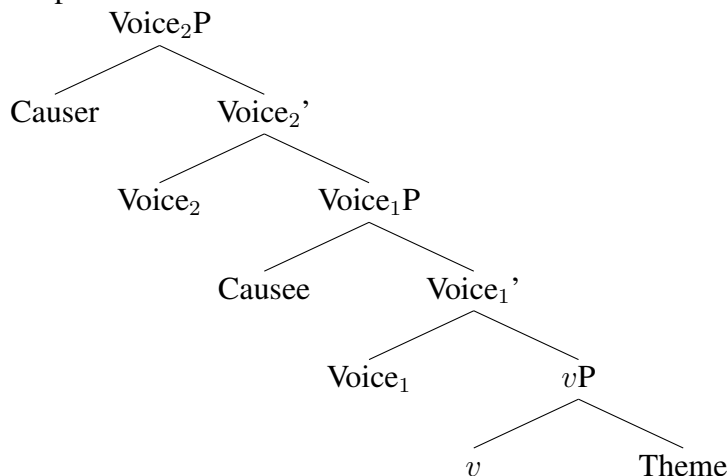 Voice₂P
Causer Voice₂’
Voice₂ Voice₁P
Causee Voice₁’
Voice₁ vP
v Theme